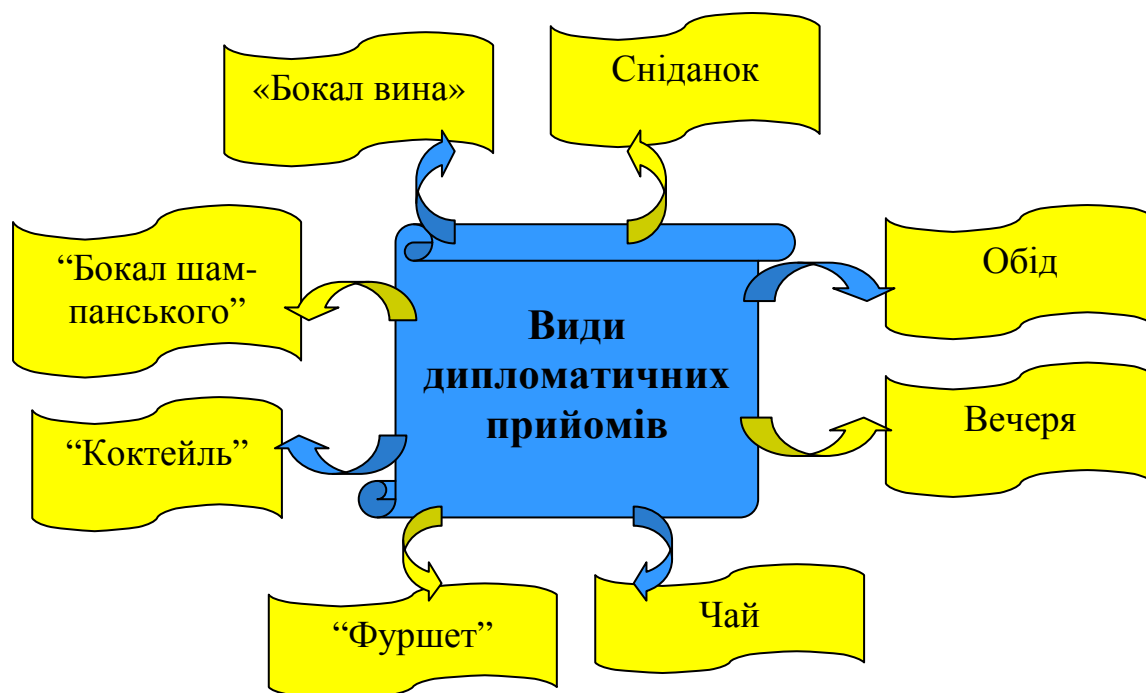 «Бокал вина»
Сніданок
“Бокал шам-
панського”
Обід
Види
дипломатичних
прийомів
“Коктейль”
Вечеря
“Фуршет”
Чай